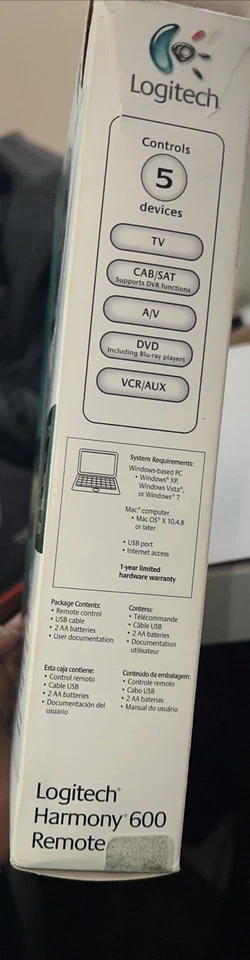 Logitech
Controls
5
devices
TV
CAB/SAT
Supports DVR functions
A/V
DVD
Including Blu-ray players
VCR/AUX
System Requirements:
Windows-based PC
• Windows® XP,
Windows Vista®,
or Windows® 7
Mac® computer
• Mac OS® X 10.4.8
or later
• USB port
• Internet access
1-year limited
hardware warranty
Package Contents:
• Remote control
• USB cable
• 2 AA batteries
• User documentation
Contenu:
• Télécommande
• Câble USB
• 2 AA batteries
• Documentation
utilisateur
Esta caja contiene:
• Control remoto
• Cable USB
• 2 AA batteries
• Documentación del
usuario
Conteúdo da embalagem:
• Controle remoto
• Cabo USB
• 2 AA baterias
• Manual do usuário
Logitech®
Harmony® 600
Remote